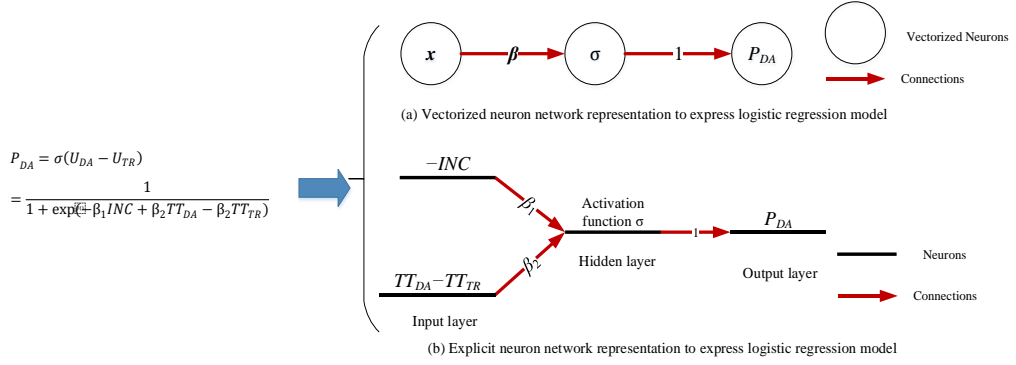 x
β
σ
1
P_DA
Vectorized Neurons
Connections
(a) Vectorized neuron network representation to express logistic regression model
P_DA = σ(U_DA − U_TR)
= 1 / 1 + exp(−β₁INC + β₂TT_DA − β₂TT_TR)
−INC
β₁
Activation
function σ
1
P_DA
Hidden layer
Output layer
β₂
TT_DA−TT_TR
Input layer
Neurons
Connections
(b) Explicit neuron network representation to express logistic regression model